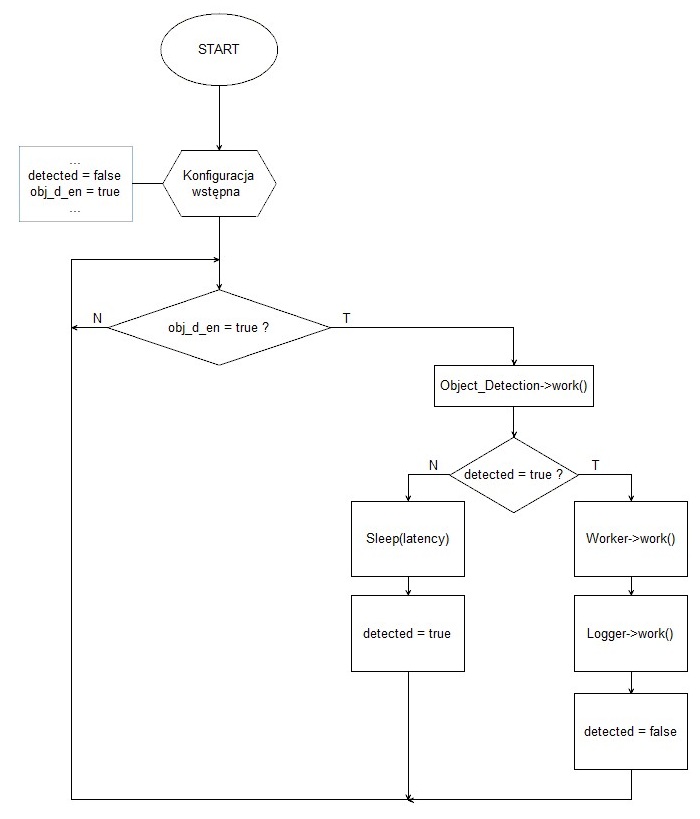 START
Konfiguracja
wstępna
...
detected = false
obj_d_en = true
...
obj_d_en = true ?
N
T
Object_Detection->work()
detected = true ?
N
T
Sleep(latency)
Worker->work()
detected = true
Logger->work()
detected = false